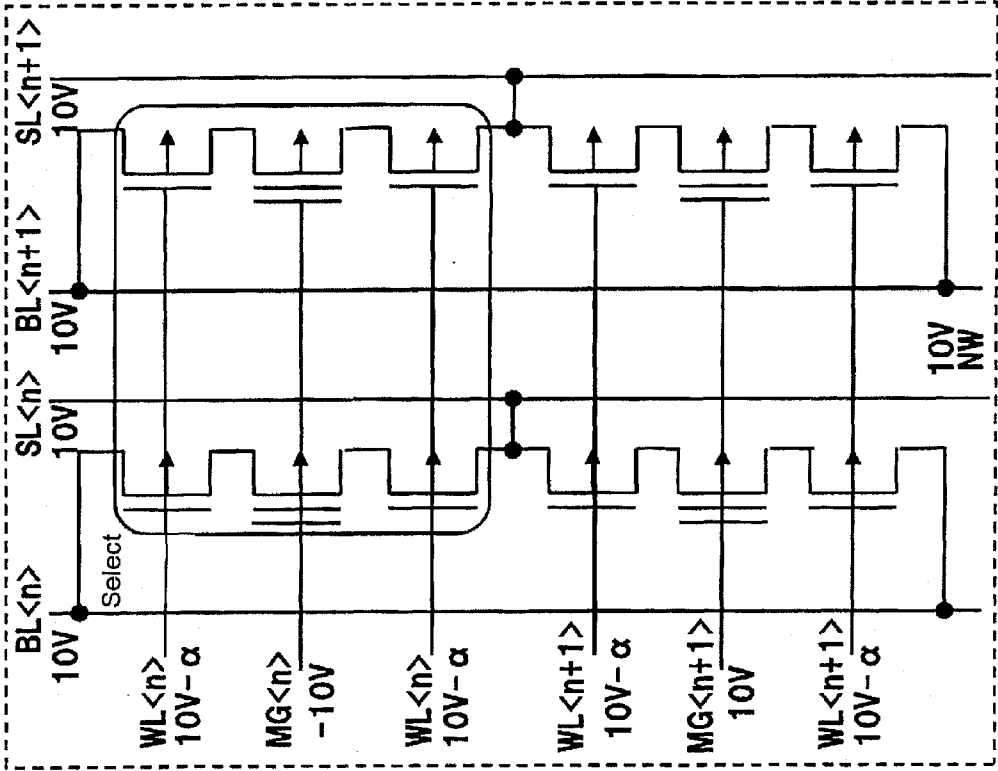 BL<n>
10V
SL<n>
10V
BL<n+1>
10V
SL<n+1>
10V
Select
WL<n>
10V-α
MG<n>
-10V
WL<n>
10V-α
WL<n+1>
10V-α
MG<n+1>
10V
WL<n+1>
10V-α
10V
NW